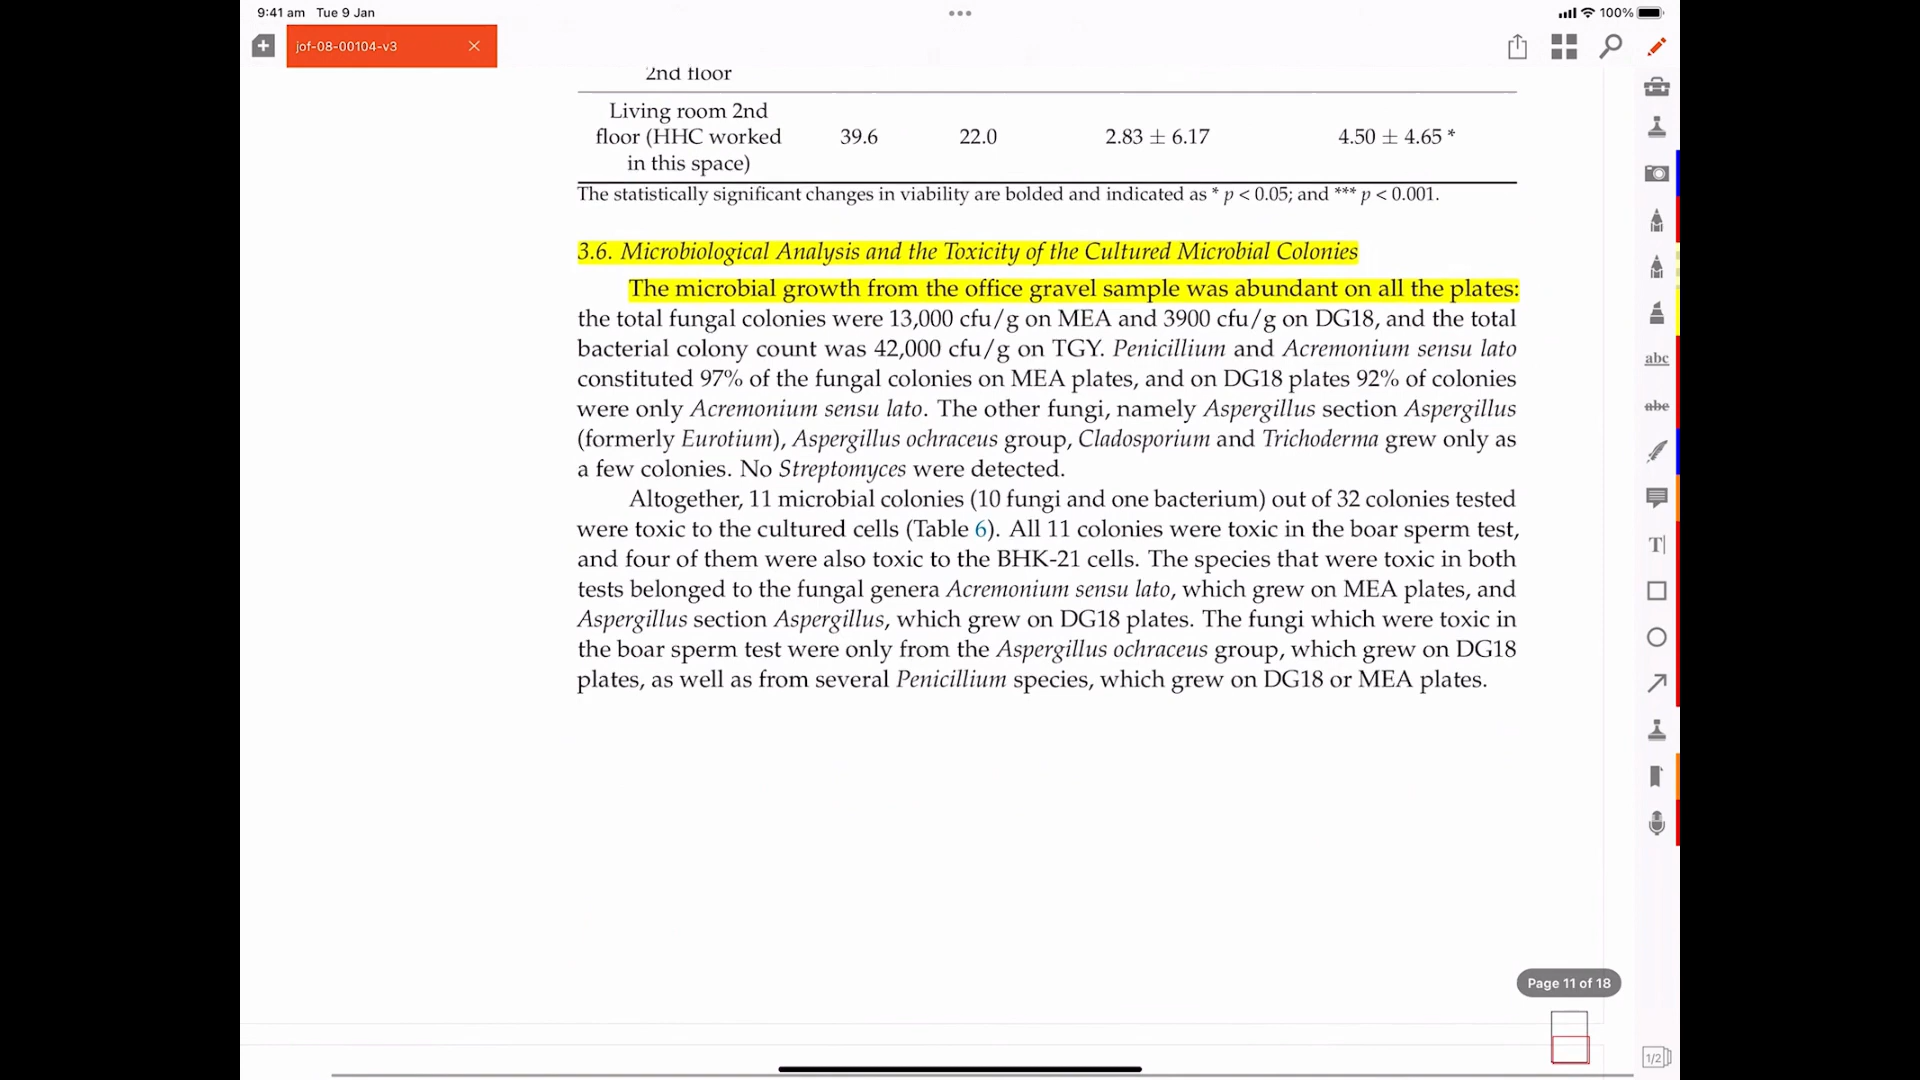 9:41 am Tue 9 Jan
100%
jof-08-00104-v3
2nd floor
Living room 2nd
floor (HHC worked
in this space)
39.6 22.0 2.83 ± 6.17 4.50 ± 4.65 *
The statistically significant changes in viability are bolded and indicated as * p < 0.05; and *** p < 0.001.
3.6. Microbiological Analysis and the Toxicity of the Cultured Microbial Colonies
The microbial growth from the office gravel sample was abundant on all the plates:
the total fungal colonies were 13,000 cfu/g on MEA and 3900 cfu/g on DG18, and the total
bacterial colony count was 42,000 cfu/g on TGY. Penicillium and Acremonium sensu lato
constituted 97% of the fungal colonies on MEA plates, and on DG18 plates 92% of colonies
were only Acremonium sensu lato. The other fungi, namely Aspergillus section Aspergillus
(formerly Eurotium), Aspergillus ochraceus group, Cladosporium and Trichoderma grew only as
a few colonies. No Streptomyces were detected.
Altogether, 11 microbial colonies (10 fungi and one bacterium) out of 32 colonies tested
were toxic to the cultured cells (Table 6). All 11 colonies were toxic in the boar sperm test,
and four of them were also toxic to the BHK-21 cells. The species that were toxic in both
tests belonged to the fungal genera Acremonium sensu lato, which grew on MEA plates, and
Aspergillus section Aspergillus, which grew on DG18 plates. The fungi which were toxic in
the boar sperm test were only from the Aspergillus ochraceus group, which grew on DG18
plates, as well as from several Penicillium species, which grew on DG18 or MEA plates.
abc
abc
T
Page 11 of 18
1/2